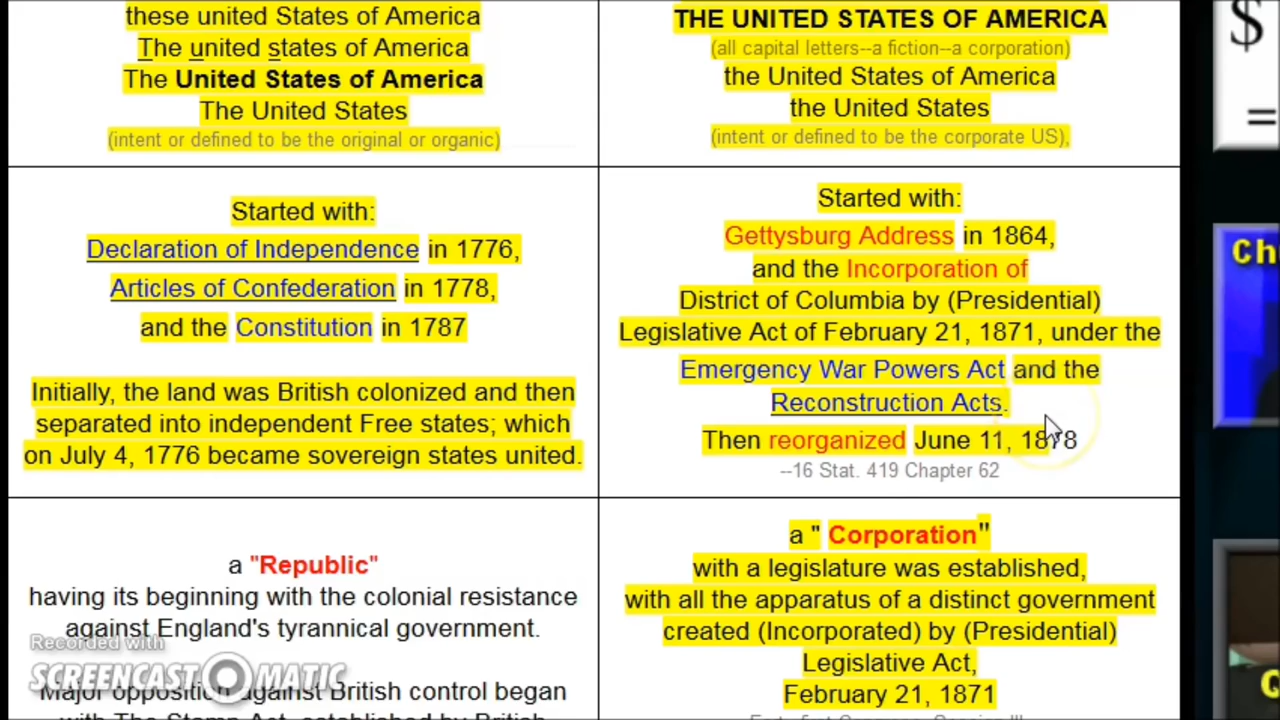 these united States of America
The united states of America
The United States of America
The United States
(intent or defined to be the original or organic)
THE UNITED STATES OF AMERICA
(all capital letters--a fiction--a corporation)
the United States of America
the United States
(intent or defined to be the corporate US),
Started with:
Declaration of Independence in 1776,
Articles of Confederation in 1778,
and the Constitution in 1787
Initially, the land was British colonized and then
separated into independent Free states; which
on July 4, 1776 became sovereign states united.
Started with:
Gettysburg Address in 1864,
and the Incorporation of
District of Columbia by (Presidential)
Legislative Act of February 21, 1871, under the
Emergency War Powers Act and the
Reconstruction Acts.
Then reorganized June 11, 1878
--16 Stat. 419 Chapter 62
a "Republic"
having its beginning with the colonial resistance
against England's tyrannical government.
Major opposition against British control began
with The Stamp Act, established by British
a " Corporation"
with a legislature was established,
with all the apparatus of a distinct government
created (Incorporated) by (Presidential)
Legislative Act,
February 21, 1871
$
=
Ch
Q
Recorded with
SCREENCAST MATIC